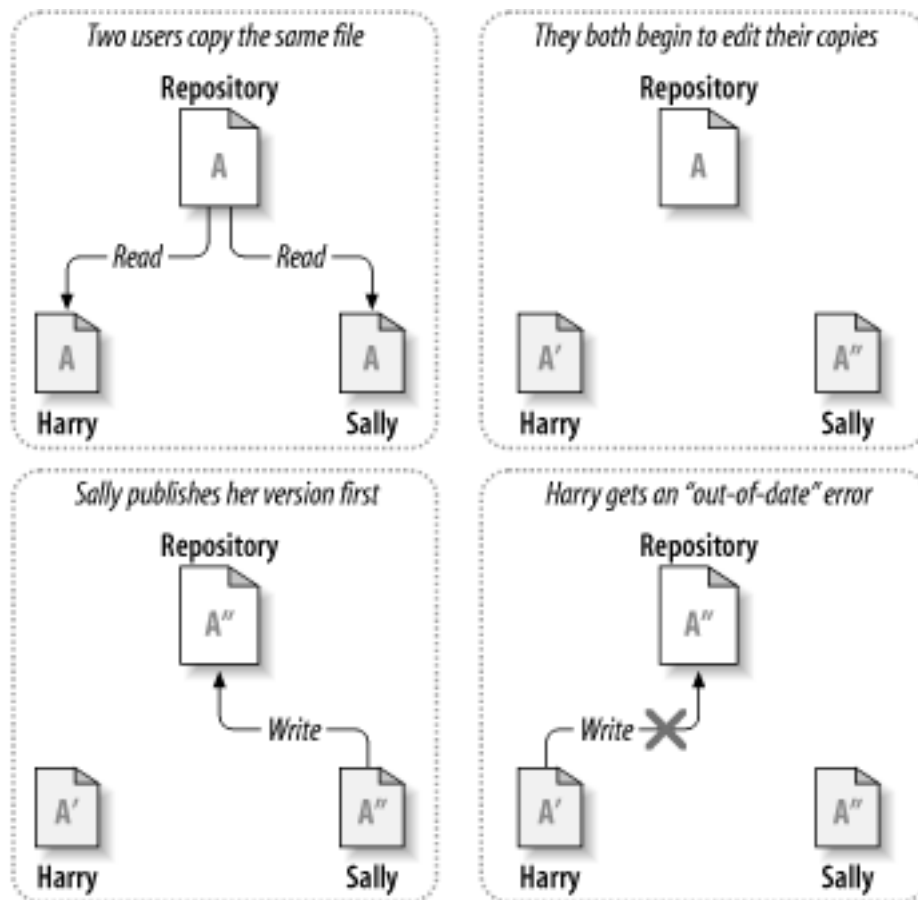 Two users copy the same file
Repository
A
Read Read
A A
Harry Sally
They both begin to edit their copies
Repository
A
A′ A″
Harry Sally
Sally publishes her version first
Repository
A″
Write
A′ A″
Harry Sally
Harry gets an “out-of-date” error
Repository
A″
Write
A′ A″
Harry Sally